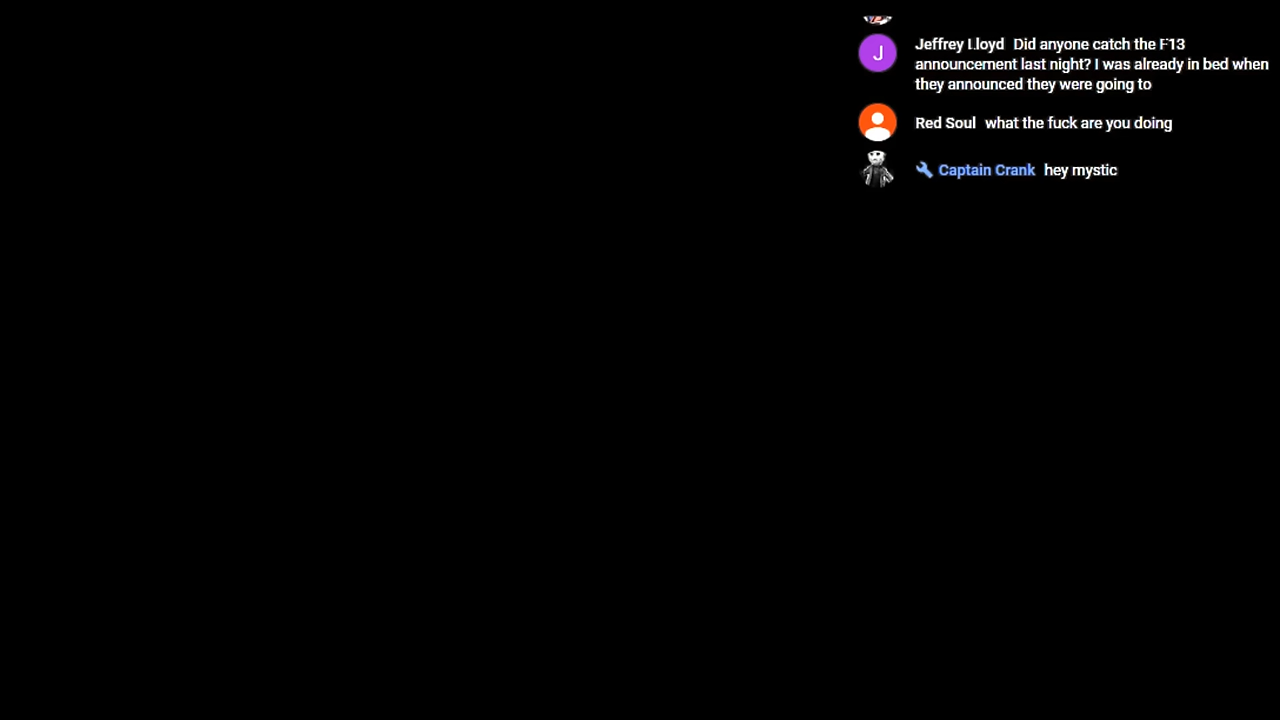 J Jeffrey Lloyd Did anyone catch the F13
announcement last night? I was already in bed when
they announced they were going to
Red Soul what the fuck are you doing
Captain Crank hey mystic